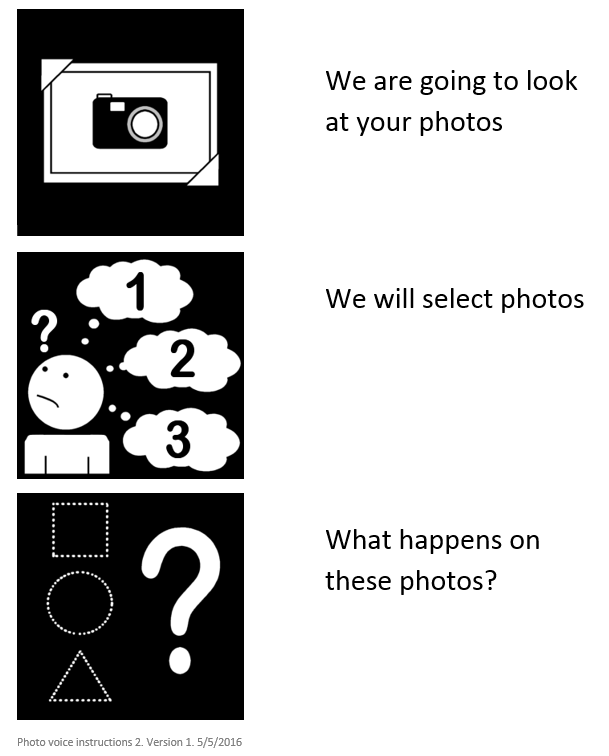 We are going to look
at your photos
1
2
3
?
We will select photos
?
What happens on
these photos?
Photo voice instructions 2. Version 1. 5/5/2016